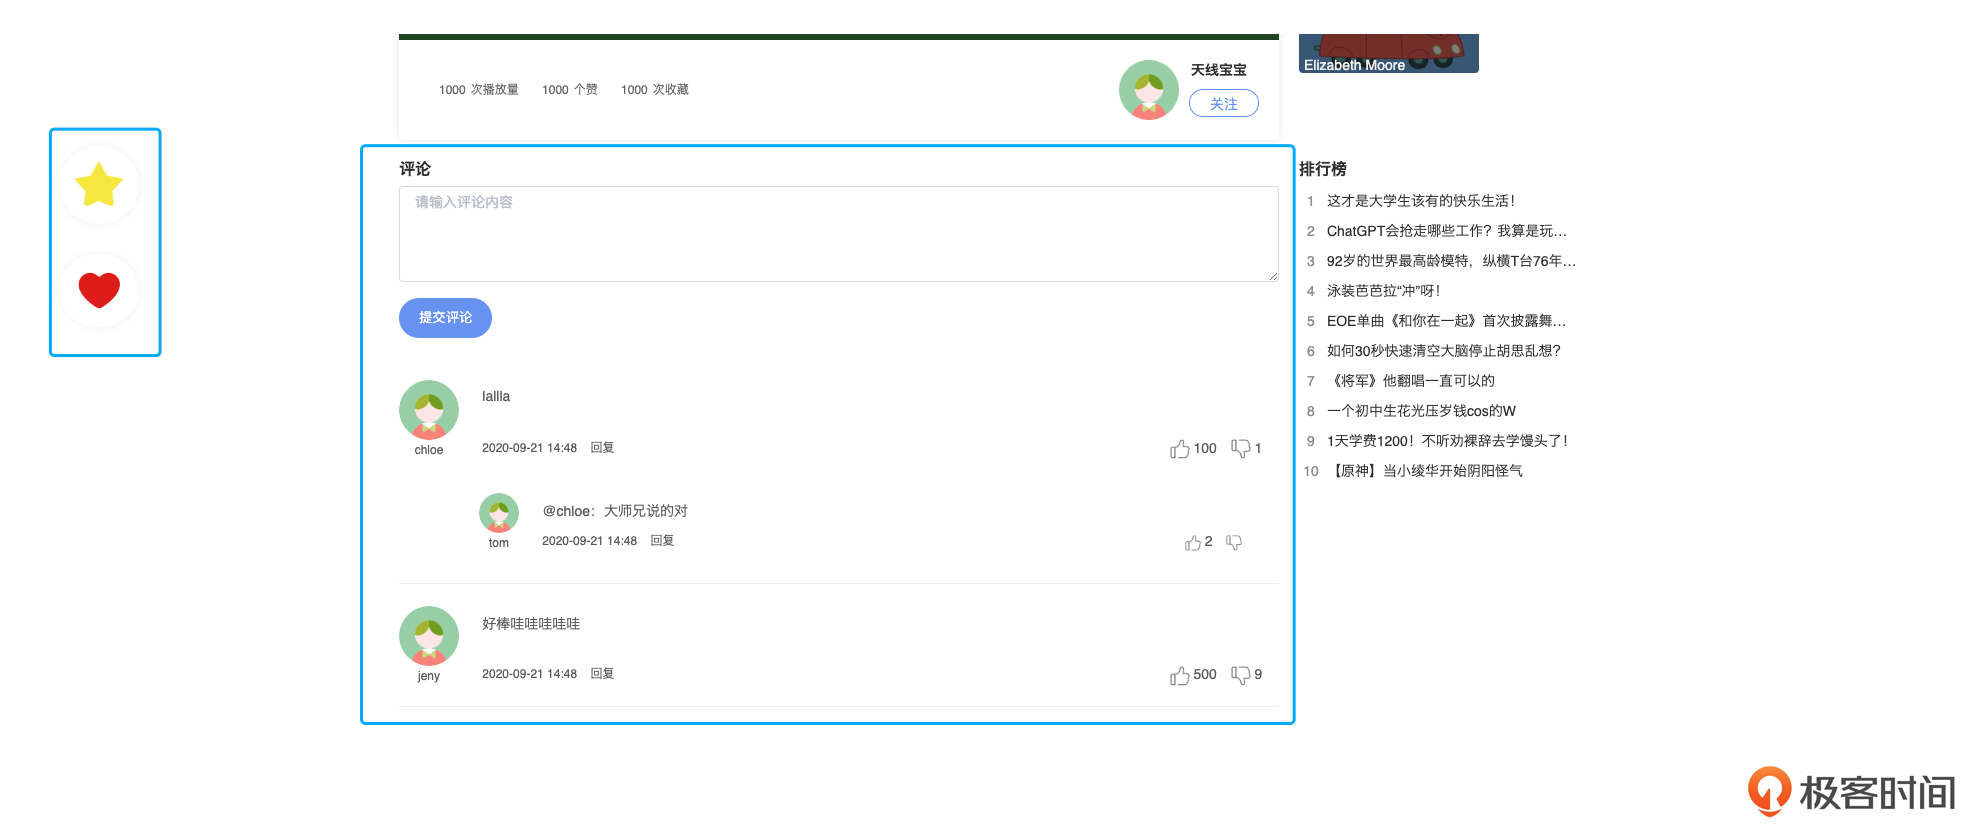 Elizabeth Moore
1000 次播放量 1000 个赞 1000 次收藏
天线宝宝
关注
评论
请输入评论内容
提交评论
lallla
chloe
2020-09-21 14:48 回复
100 1
@chloe：大师兄说的对
tom
2020-09-21 14:48 回复
2
好棒哇哇哇哇哇
jeny
2020-09-21 14:48 回复
500 9
排行榜
1 这才是大学生该有的快乐生活！
2 ChatGPT会抢走哪些工作？我算是玩…
3 92岁的世界最高龄模特，纵横T台76年…
4 泳装芭芭拉“冲”呀！
5 EOE单曲《和你在一起》首次披露舞…
6 如何30秒快速清空大脑停止胡思乱想？
7 《将军》他翻唱一直可以的
8 一个初中生花光压岁钱cos的W
9 1天学费1200！不听劝裸辞去学馒头了！
10 【原神】当小绫华开始阴阳怪气
极客时间